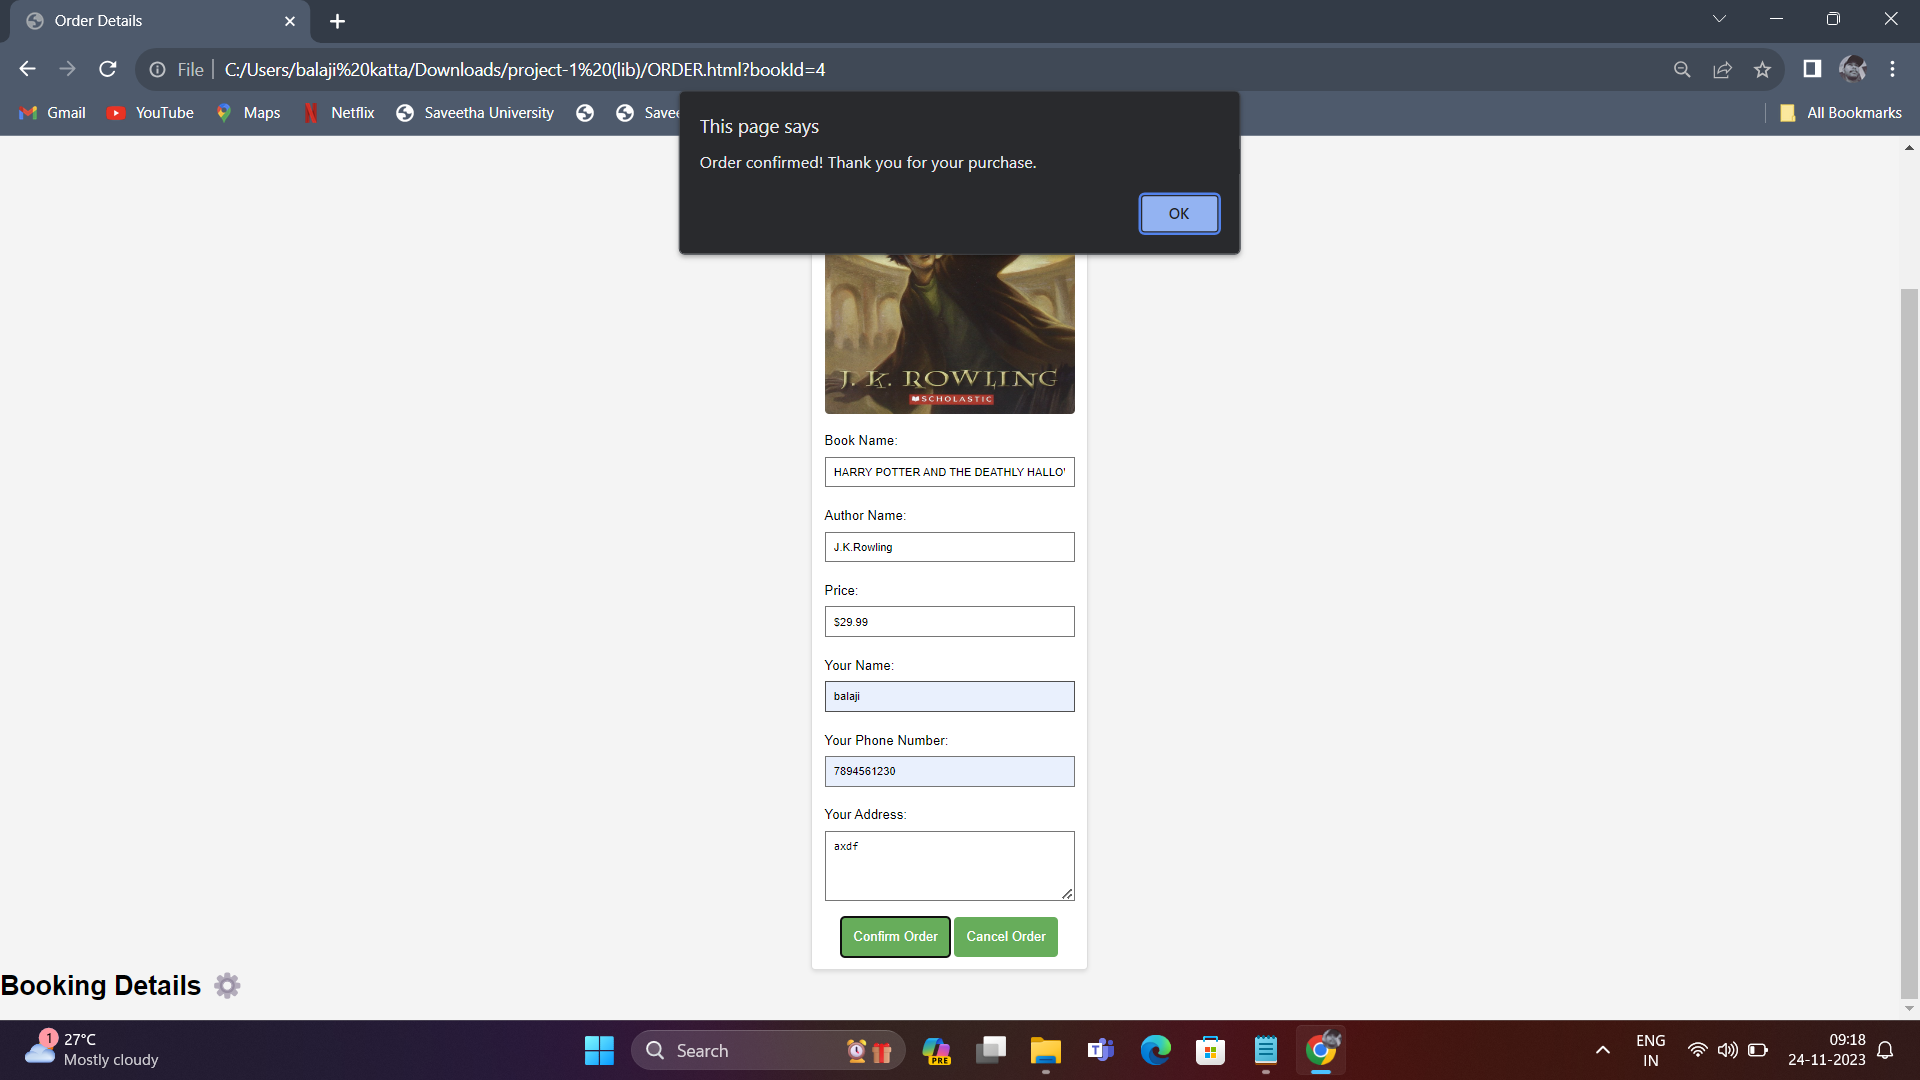 Order Details
File
C:/Users/balaji%20katta/Downloads/project-1%20(lib)/ORDER.html?bookId=4
Gmail
YouTube
Maps
Netflix
Saveetha University
Savee
All Bookmarks
This page says
Order confirmed! Thank you for your purchase.
OK
J. K. ROWLING
SCHOLASTIC
Book Name:
HARRY POTTER AND THE DEATHLY HALLO
Author Name:
J.K.Rowling
Price:
$29.99
Your Name:
balaji
Your Phone Number:
7894561230
Your Address:
axdf
Confirm Order
Cancel Order
Booking Details
1
27°C
Mostly cloudy
Search
PRE
ENG
IN
09:18
24-11-2023